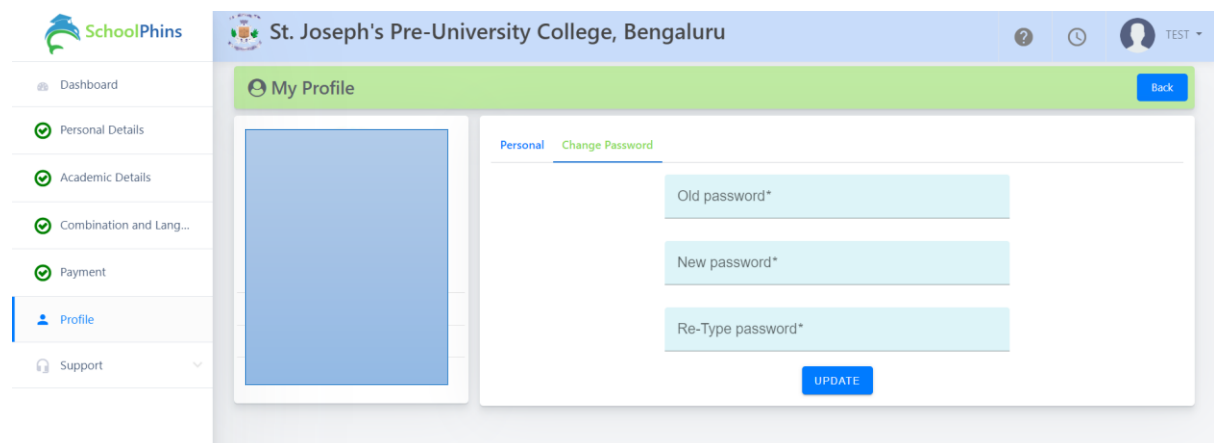 SchoolPhins
St. Joseph's Pre-University College, Bengaluru
TEST
Dashboard
Personal Details
Academic Details
Combination and Lang...
Payment
Profile
Support
My Profile
Back
Personal Change Password
Old password*
New password*
Re-Type password*
UPDATE